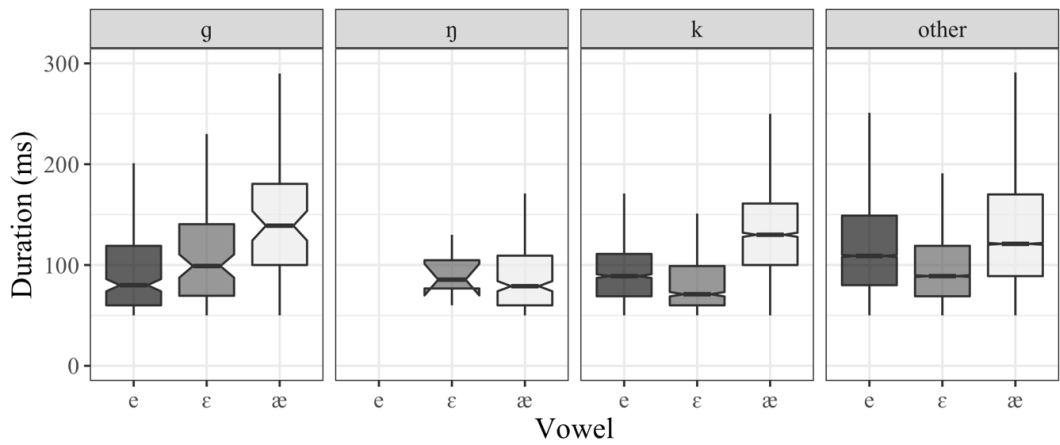 ɡ ŋ k other
300
200
100
0
Duration (ms)
e ɛ æ e ɛ æ e ɛ æ e ɛ æ
Vowel